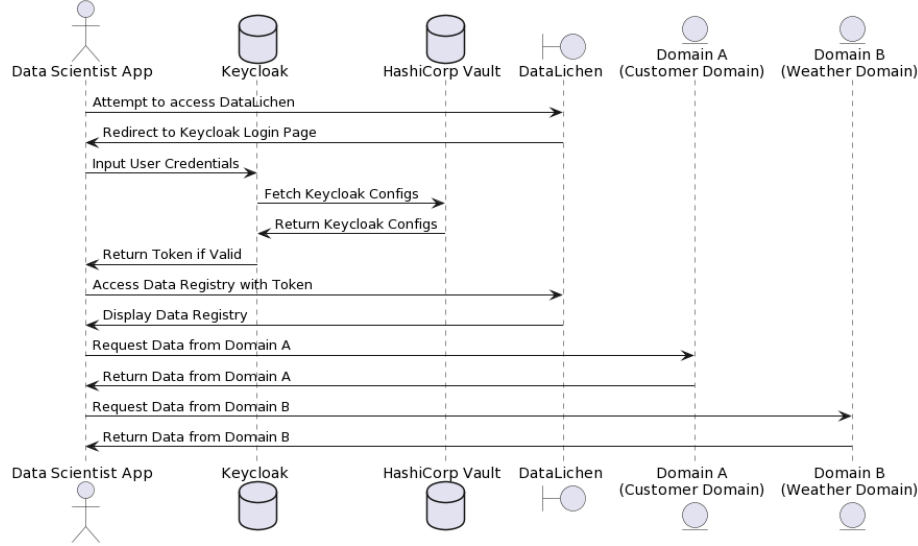 Data Scientist App
Keycloak
HashiCorp Vault
DataLichen
Domain A
(Customer Domain)
Domain B
(Weather Domain)
Attempt to access DataLichen
Redirect to Keycloak Login Page
Input User Credentials
Fetch Keycloak Configs
Return Keycloak Configs
Return Token if Valid
Access Data Registry with Token
Display Data Registry
Request Data from Domain A
Return Data from Domain A
Request Data from Domain B
Return Data from Domain B
Data Scientist App
Keycloak
HashiCorp Vault
DataLichen
Domain A
(Customer Domain)
Domain B
(Weather Domain)